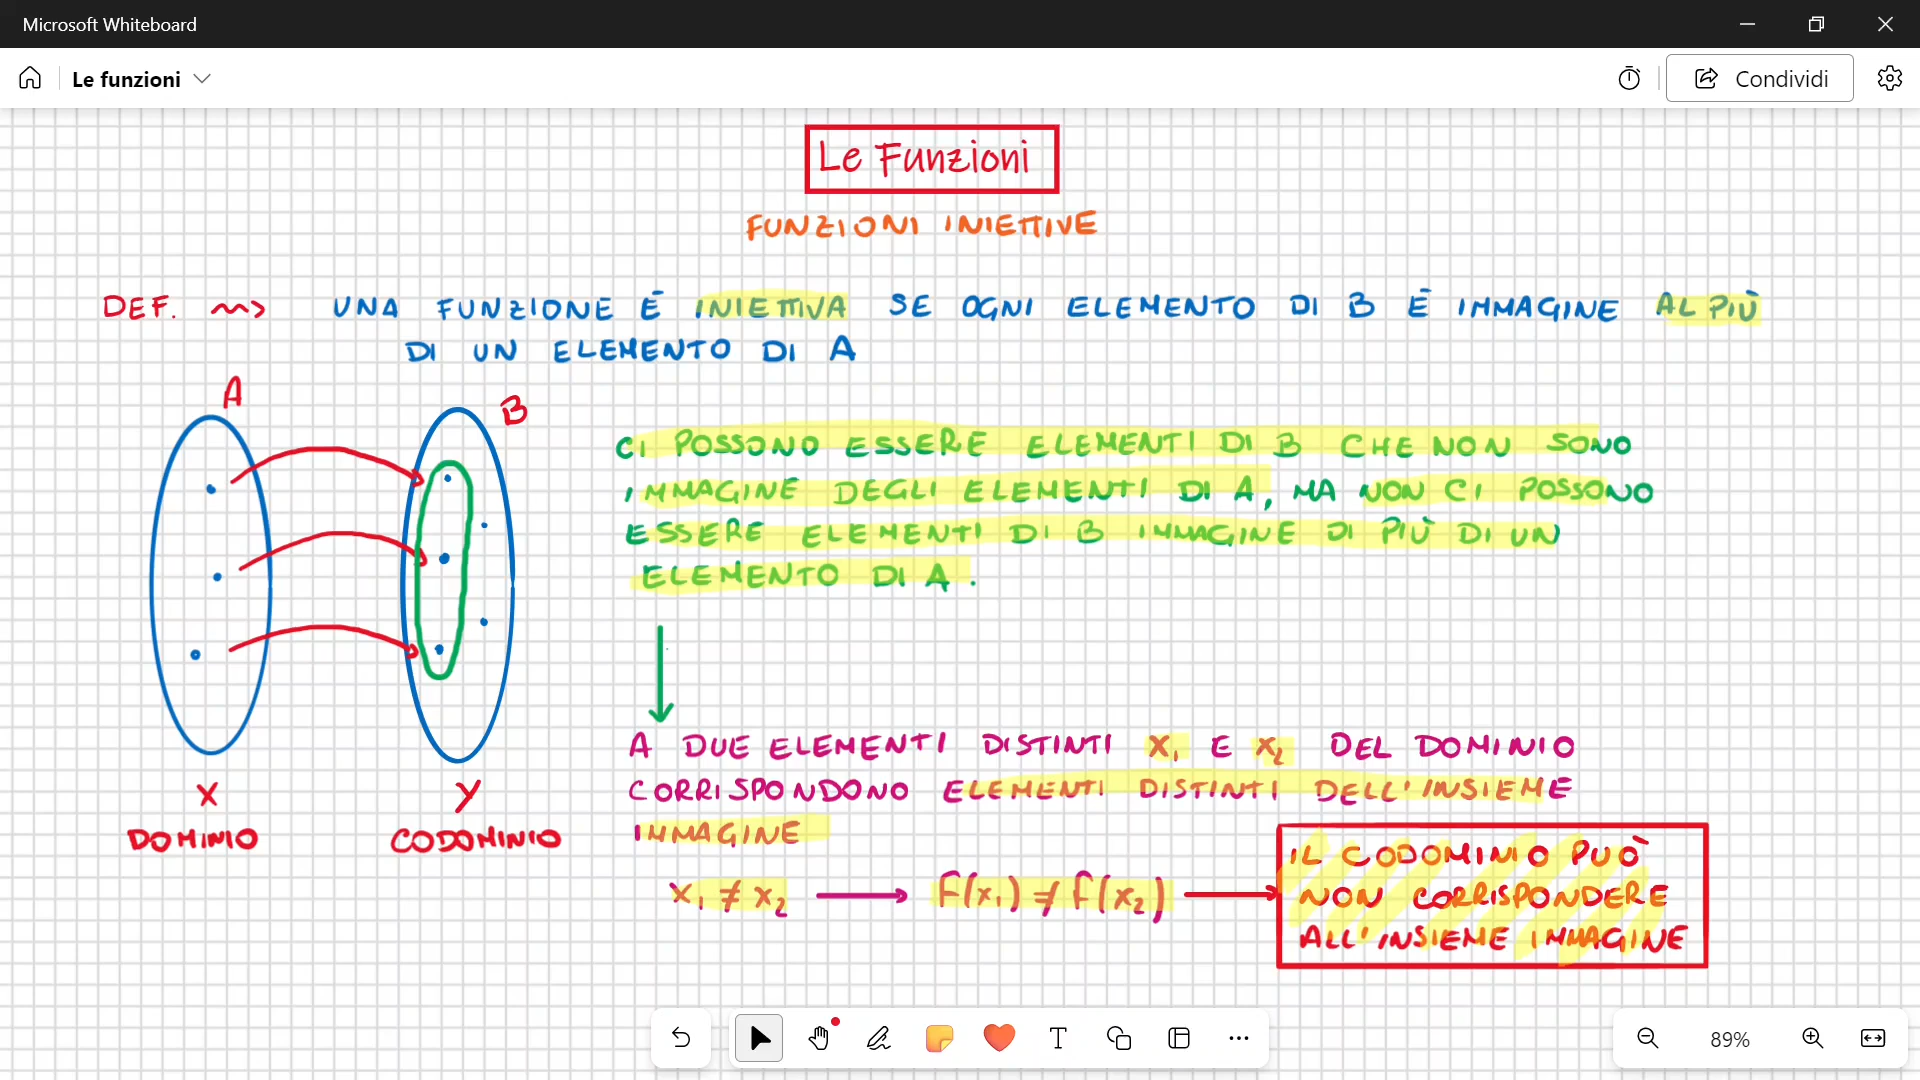 Microsoft Whiteboard
Le funzioni
Condividi
Le Funzioni
FUNZIONI INIETTIVE
DEF. UNA FUNZIONE È INIETTIVA SE OGNI ELEMENTO DI B È IMMAGINE AL PIÙ
DI UN ELEMENTO DI A
A
B
CI POSSONO ESSERE ELEMENTI DI B CHE NON SONO
IMMAGINE DEGLI ELEMENTI DI A, MA NON CI POSSONO
ESSERE ELEMENTI DI B IMMAGINE DI PIÙ DI UN
ELEMENTO DI A.
A DUE ELEMENTI DISTINTI x₁ E x₂ DEL DOMINIO
CORRISPONDONO ELEMENTI DISTINTI DELL'INSIEME
IMMAGINE
X
Y
DOMINIO
CODOMINIO
x₁ ≠ x₂ → f(x₁) ≠ f(x₂) →
IL CODOMINIO PUÒ
NON CORRISPONDERE
ALL'INSIEME IMMAGINE
89%